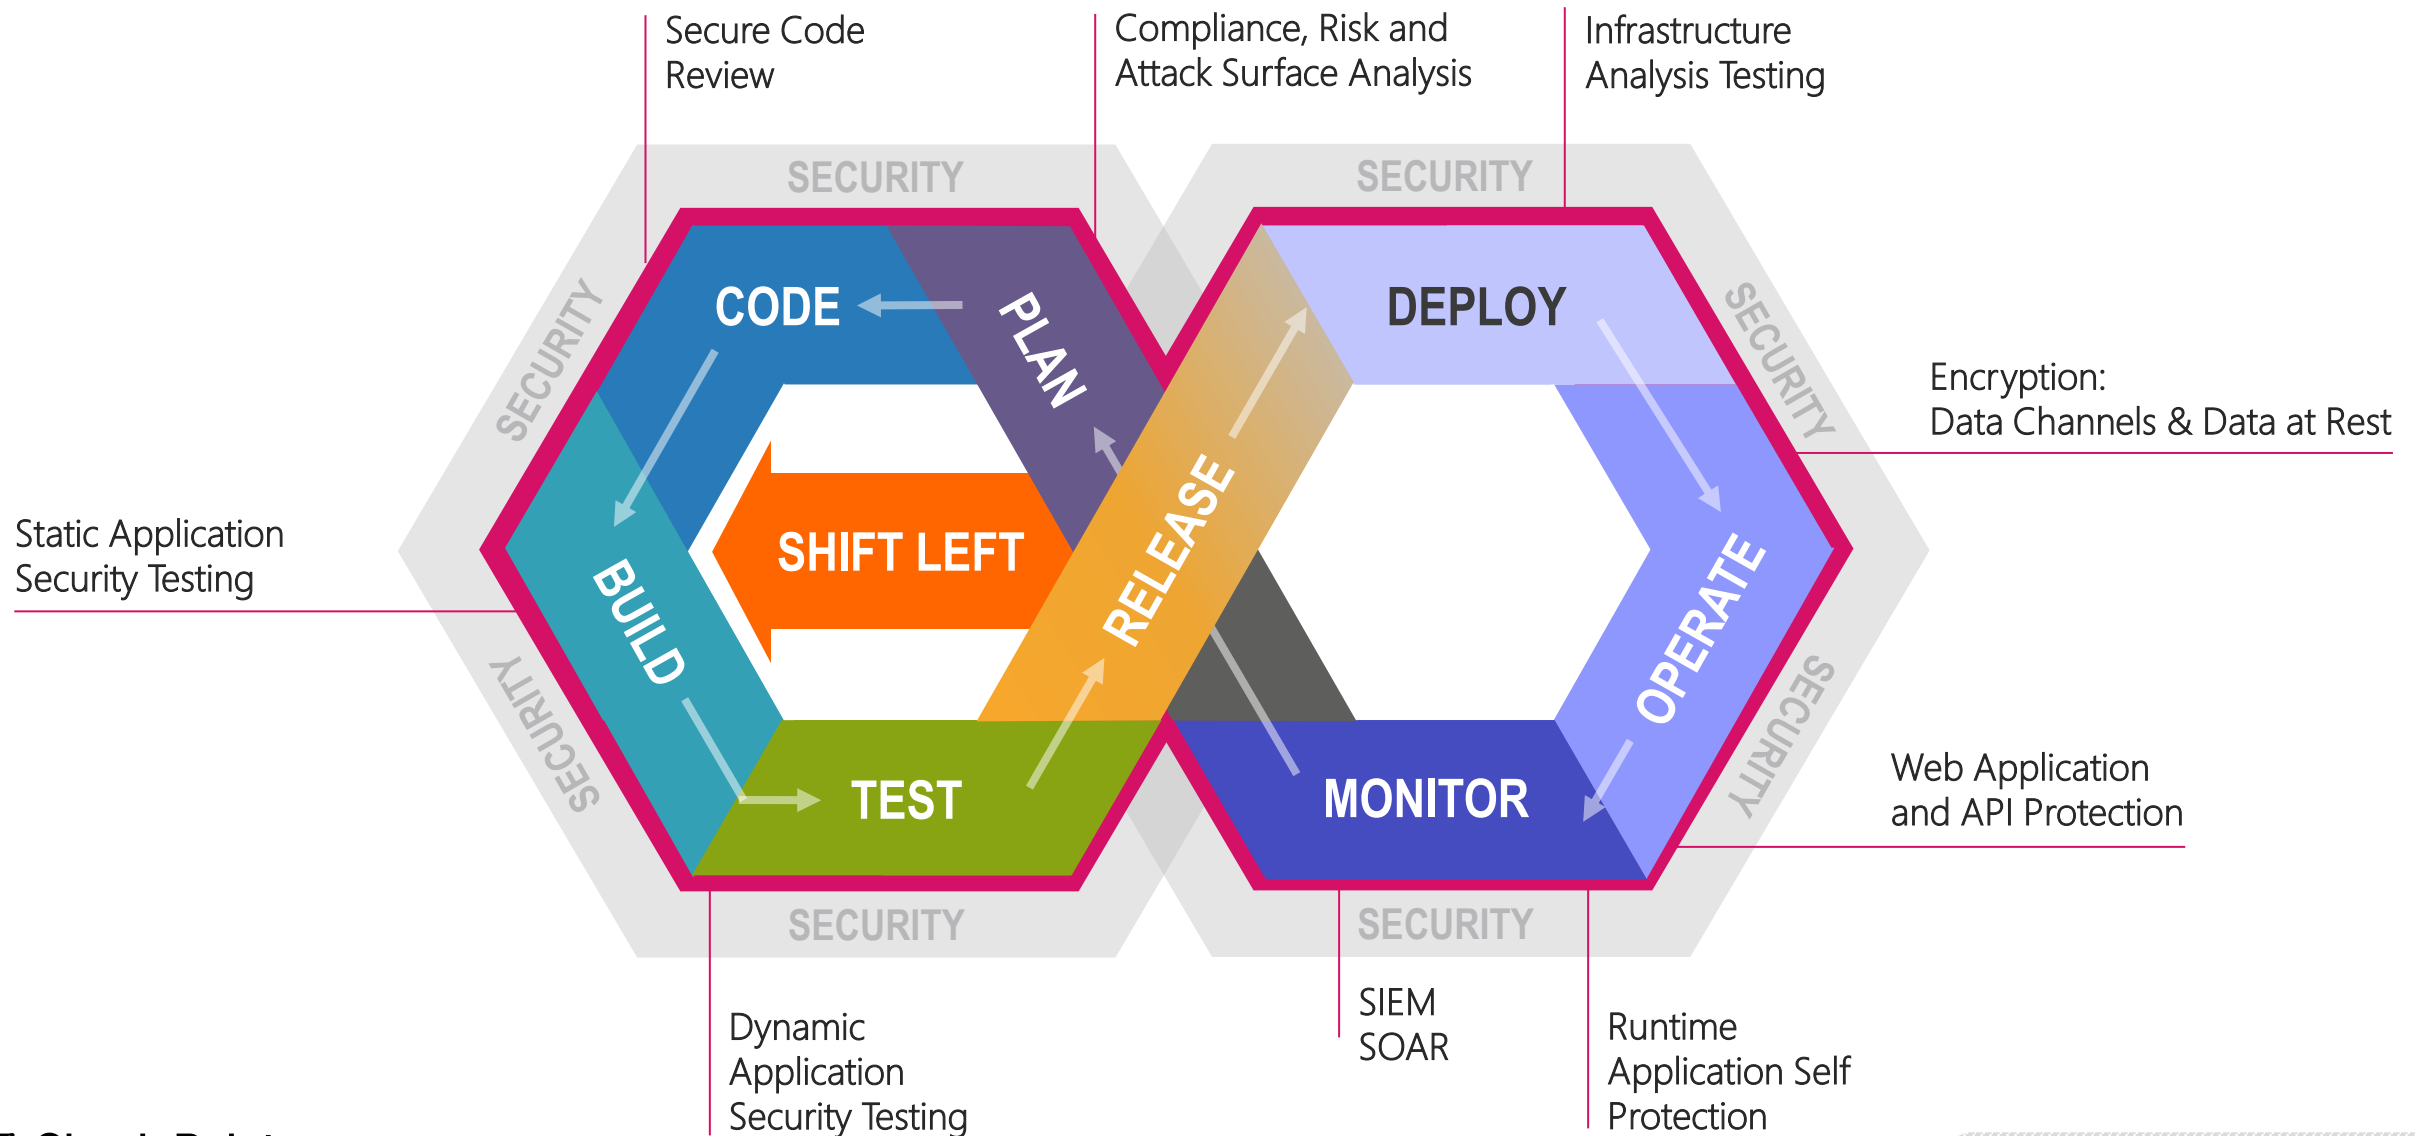 Secure Code
Review
Compliance, Risk and
Attack Surface Analysis
Infrastructure
Analysis Testing
SECURITY
SECURITY
CODE
PLAN
DEPLOY
SECURITY
SECURITY
Encryption:
Data Channels & Data at Rest
Static Application
Security Testing
SHIFT LEFT
RELEASE
BUILD
OPERATE
SECURITY
SECURITY
TEST
MONITOR
Web Application
and API Protection
SECURITY
SECURITY
SIEM
SOAR
Dynamic
Application
Security Testing
Runtime
Application Self
Protection